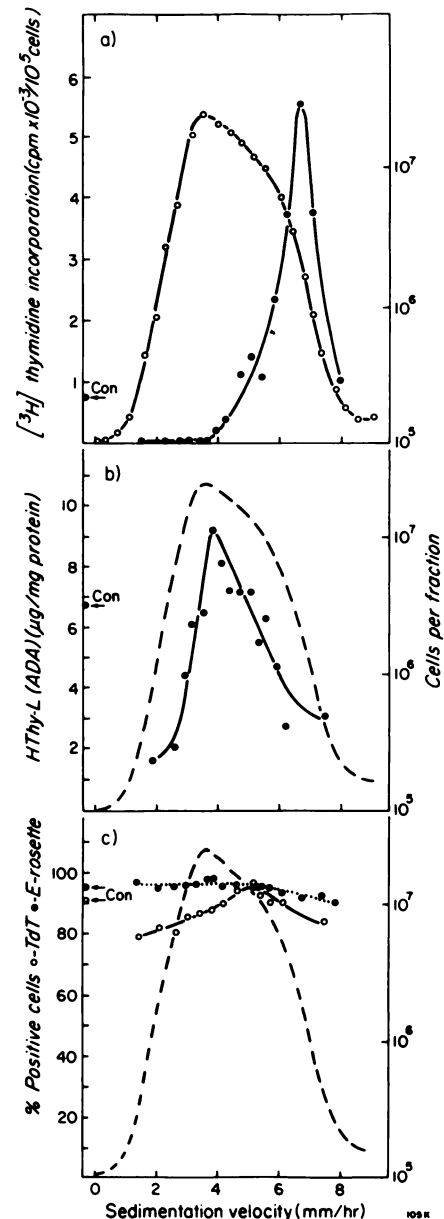 a)
[³H] thymidine incorporation (cpm x10⁻³/10⁵ cells)
6
5
4
3
2
1
Con
10⁷
10⁶
10⁵
b)
HThy-L (ADA) (μg/mg protein)
10
8
6
4
2
Con
10⁷
10⁶
10⁵
Cells per fraction
c)
% Positive cells o-TdT •-E-rosette
100
80
60
40
20
Con
10⁷
10⁶
10⁵
0 2 4 6 8
Sedimentation velocity (mm/hr)